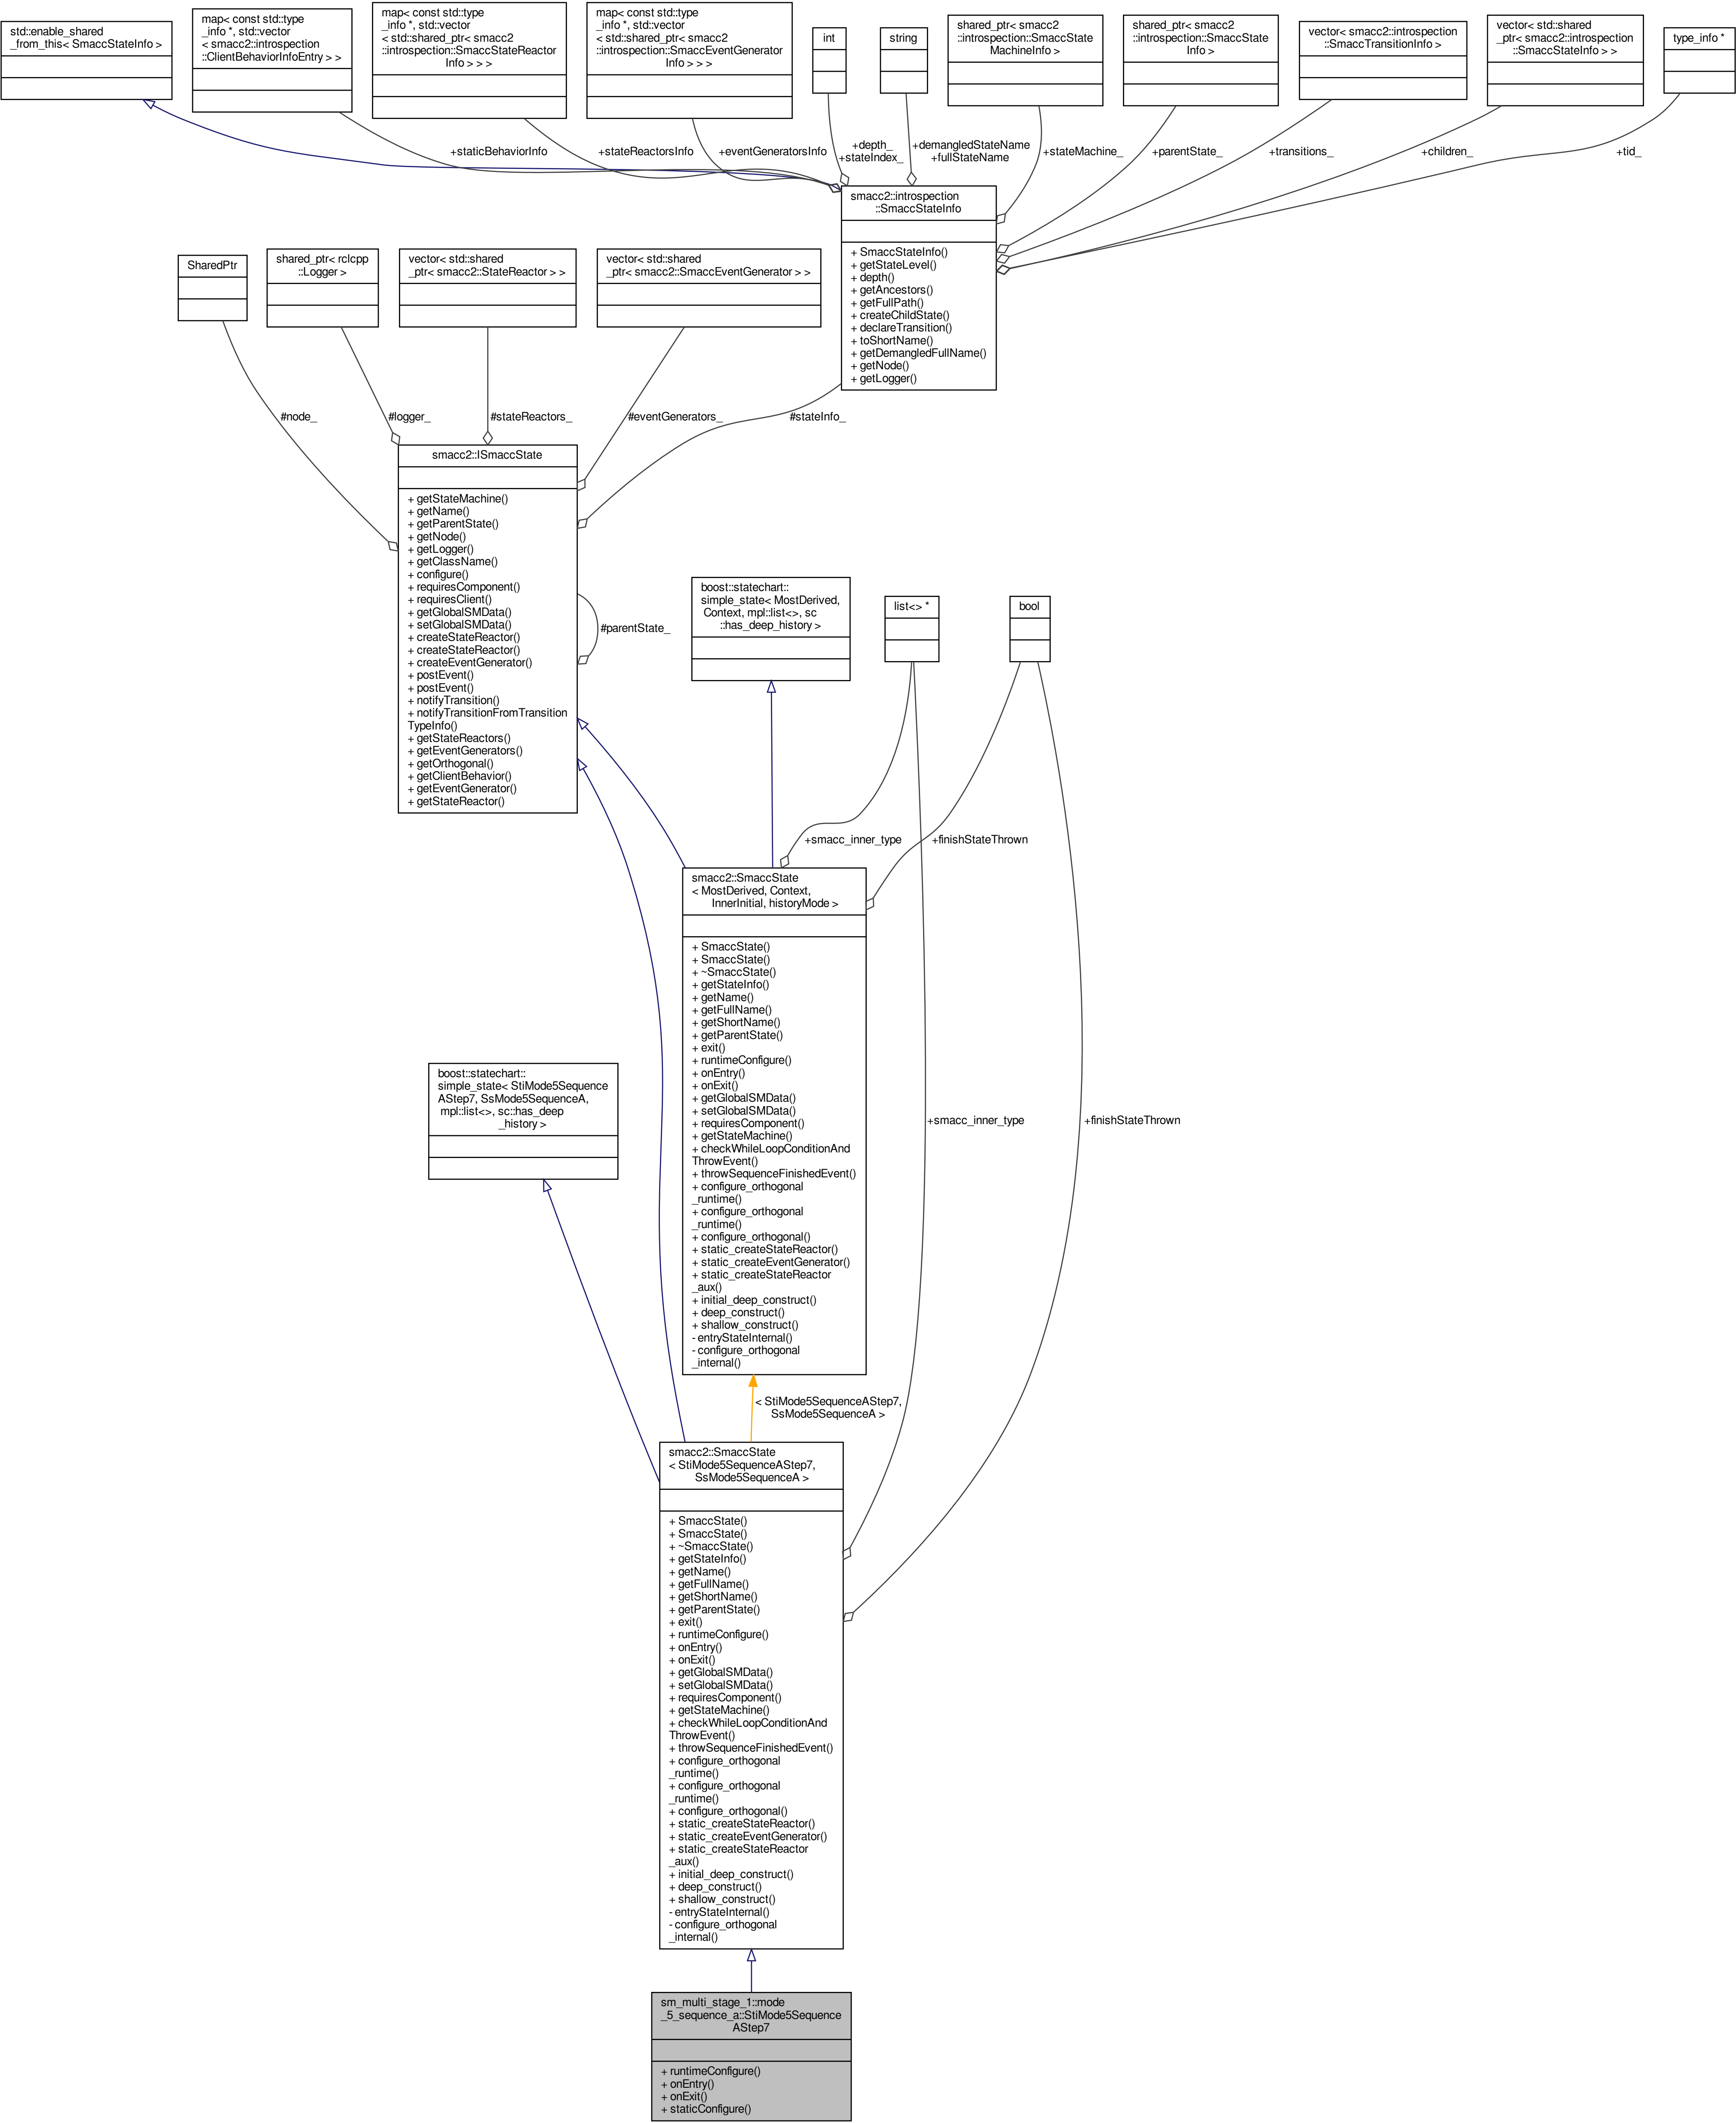 std::enable_shared
_from_this< SmaccStateInfo >
map< const std::type
_info *, std::vector
< smacc2::introspection
::ClientBehaviorInfoEntry > >
map< const std::type
_info *, std::vector
< std::shared_ptr< smacc2
::introspection::SmaccStateReactor
Info > > >
map< const std::type
_info *, std::vector
< std::shared_ptr< smacc2
::introspection::SmaccEventGenerator
Info > > >
int
string
shared_ptr< smacc2
::introspection::SmaccState
MachineInfo >
shared_ptr< smacc2
::introspection::SmaccState
Info >
vector< smacc2::introspection
::SmaccTransitionInfo >
vector< std::shared
_ptr< smacc2::introspection
::SmaccStateInfo > >
type_info *
+staticBehaviorInfo
+stateReactorsInfo
+eventGeneratorsInfo
+depth_
+stateIndex_
+demangledStateName
+fullStateName
+stateMachine_
+parentState_
+transitions_
+children_
+tid_
smacc2::introspection
::SmaccStateInfo
+ SmaccStateInfo()
+ getStateLevel()
+ depth()
+ getAncestors()
+ getFullPath()
+ createChildState()
+ declareTransition()
+ toShortName()
+ getDemangledFullName()
+ getNode()
+ getLogger()
SharedPtr
shared_ptr< rclcpp
::Logger >
vector< std::shared
_ptr< smacc2::StateReactor > >
vector< std::shared
_ptr< smacc2::SmaccEventGenerator > >
#node_
#logger_
#stateReactors_
#eventGenerators_
#stateInfo_
smacc2::ISmaccState
+ getStateMachine()
+ getName()
+ getParentState()
+ getNode()
+ getLogger()
+ getClassName()
+ configure()
+ requiresComponent()
+ requiresClient()
+ getGlobalSMData()
+ setGlobalSMData()
+ createStateReactor()
+ createStateReactor()
+ createEventGenerator()
+ postEvent()
+ postEvent()
+ notifyTransition()
+ notifyTransitionFromTransition
TypeInfo()
+ getStateReactors()
+ getEventGenerators()
+ getOrthogonal()
+ getClientBehavior()
+ getEventGenerator()
+ getStateReactor()
#parentState_
boost::statechart::
simple_state< MostDerived,
Context, mpl::list<>, sc
::has_deep_history >
list<> *
bool
+smacc_inner_type
+finishStateThrown
smacc2::SmaccState
< MostDerived, Context,
InnerInitial, historyMode >
+ SmaccState()
+ SmaccState()
+ ~SmaccState()
+ getStateInfo()
+ getName()
+ getFullName()
+ getShortName()
+ getParentState()
+ exit()
+ runtimeConfigure()
+ onEntry()
+ onExit()
+ getGlobalSMData()
+ setGlobalSMData()
+ requiresComponent()
+ getStateMachine()
+ checkWhileLoopConditionAnd
ThrowEvent()
+ throwSequenceFinishedEvent()
+ configure_orthogonal
_runtime()
+ configure_orthogonal
_runtime()
+ configure_orthogonal()
+ static_createStateReactor()
+ static_createEventGenerator()
+ static_createStateReactor
_aux()
+ initial_deep_construct()
+ deep_construct()
+ shallow_construct()
- entryStateInternal()
- configure_orthogonal
_internal()
boost::statechart::
simple_state< StiMode5Sequence
AStep7, SsMode5SequenceA,
mpl::list<>, sc::has_deep
_history >
+smacc_inner_type
+finishStateThrown
< StiMode5SequenceAStep7,
SsMode5SequenceA >
smacc2::SmaccState
< StiMode5SequenceAStep7,
SsMode5SequenceA >
+ SmaccState()
+ SmaccState()
+ ~SmaccState()
+ getStateInfo()
+ getName()
+ getFullName()
+ getShortName()
+ getParentState()
+ exit()
+ runtimeConfigure()
+ onEntry()
+ onExit()
+ getGlobalSMData()
+ setGlobalSMData()
+ requiresComponent()
+ getStateMachine()
+ checkWhileLoopConditionAnd
ThrowEvent()
+ throwSequenceFinishedEvent()
+ configure_orthogonal
_runtime()
+ configure_orthogonal
_runtime()
+ configure_orthogonal()
+ static_createStateReactor()
+ static_createEventGenerator()
+ static_createStateReactor
_aux()
+ initial_deep_construct()
+ deep_construct()
+ shallow_construct()
- entryStateInternal()
- configure_orthogonal
_internal()
sm_multi_stage_1::mode
_5_sequence_a::StiMode5Sequence
AStep7
+ runtimeConfigure()
+ onEntry()
+ onExit()
+ staticConfigure()